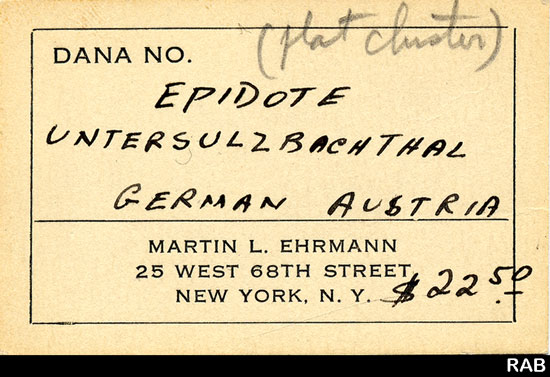 (flat cluster)
DANA NO.
EPIDOTE
UNTERSULZBACHTHAL
GERMAN AUSTRIA
MARTIN L. EHRMANN
25 WEST 68TH STREET
NEW YORK, N. Y. $22 50
RAB